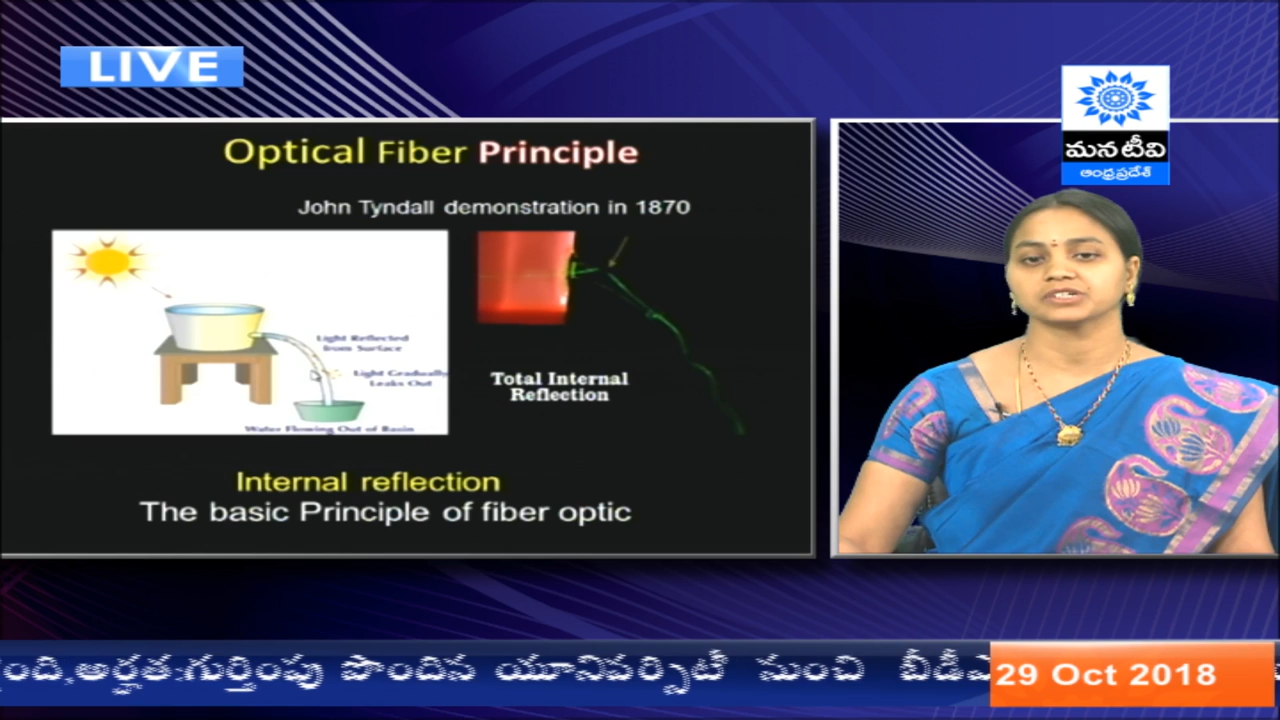 LIVE
మన టీవి
ఆంధ్రప్రదేశ్
Optical Fiber Principle
John Tyndall demonstration in 1870
Light Reflected
from Surface
Light Gradually
Leaks Out
Water Flowing Out of Basin
Total Internal
Reflection
Internal reflection
The basic Principle of fiber optic
అర్హత:గుర్తింపు పొందిన యూనివర్సిటీ నుంచి
29 Oct 2018